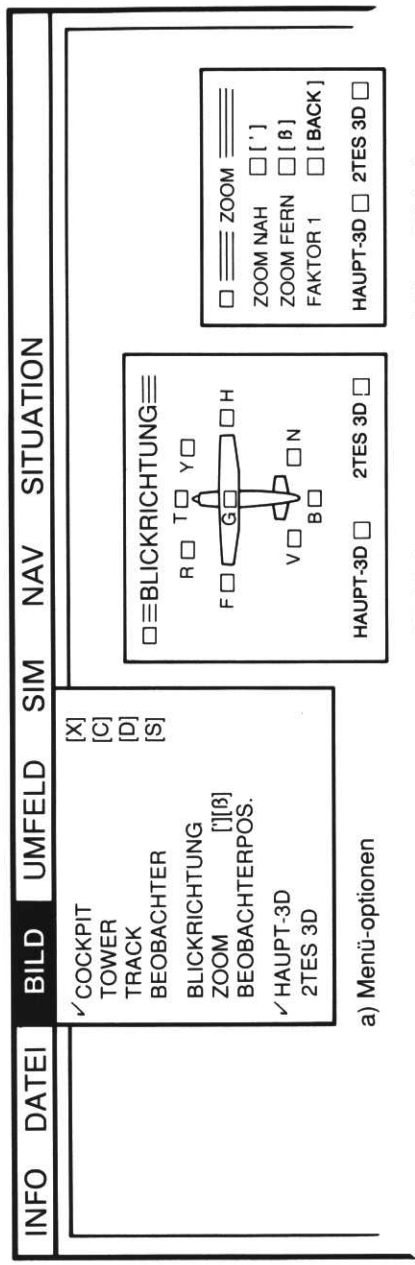 INFO DATEI BILD UMFELD SIM NAV SITUATION
✓COCKPIT [X]
TOWER [C]
TRACK [D]
BEOBACHTER [S]
BLICKRICHTUNG
ZOOM ['][ß]
BEOBACHTERPOS.
✓HAUPT-3D
2TES 3D
a) Menü-optionen
BLICKRICHTUNG
R T Y
F G H
V B N
HAUPT-3D 2TES 3D
ZOOM
ZOOM NAH [ ' ]
ZOOM FERN [ ß ]
FAKTOR 1 [ BACK ]
HAUPT-3D 2TES 3D